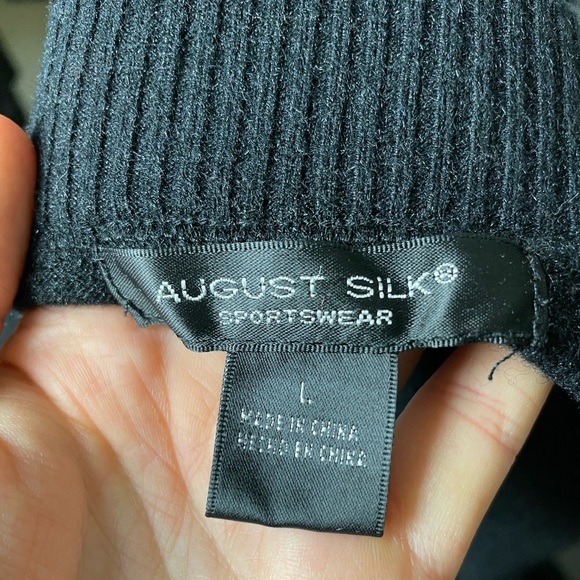 AUGUST SILK®
SPORTSWEAR
L
MADE IN CHINA
HECHO EN CHINA